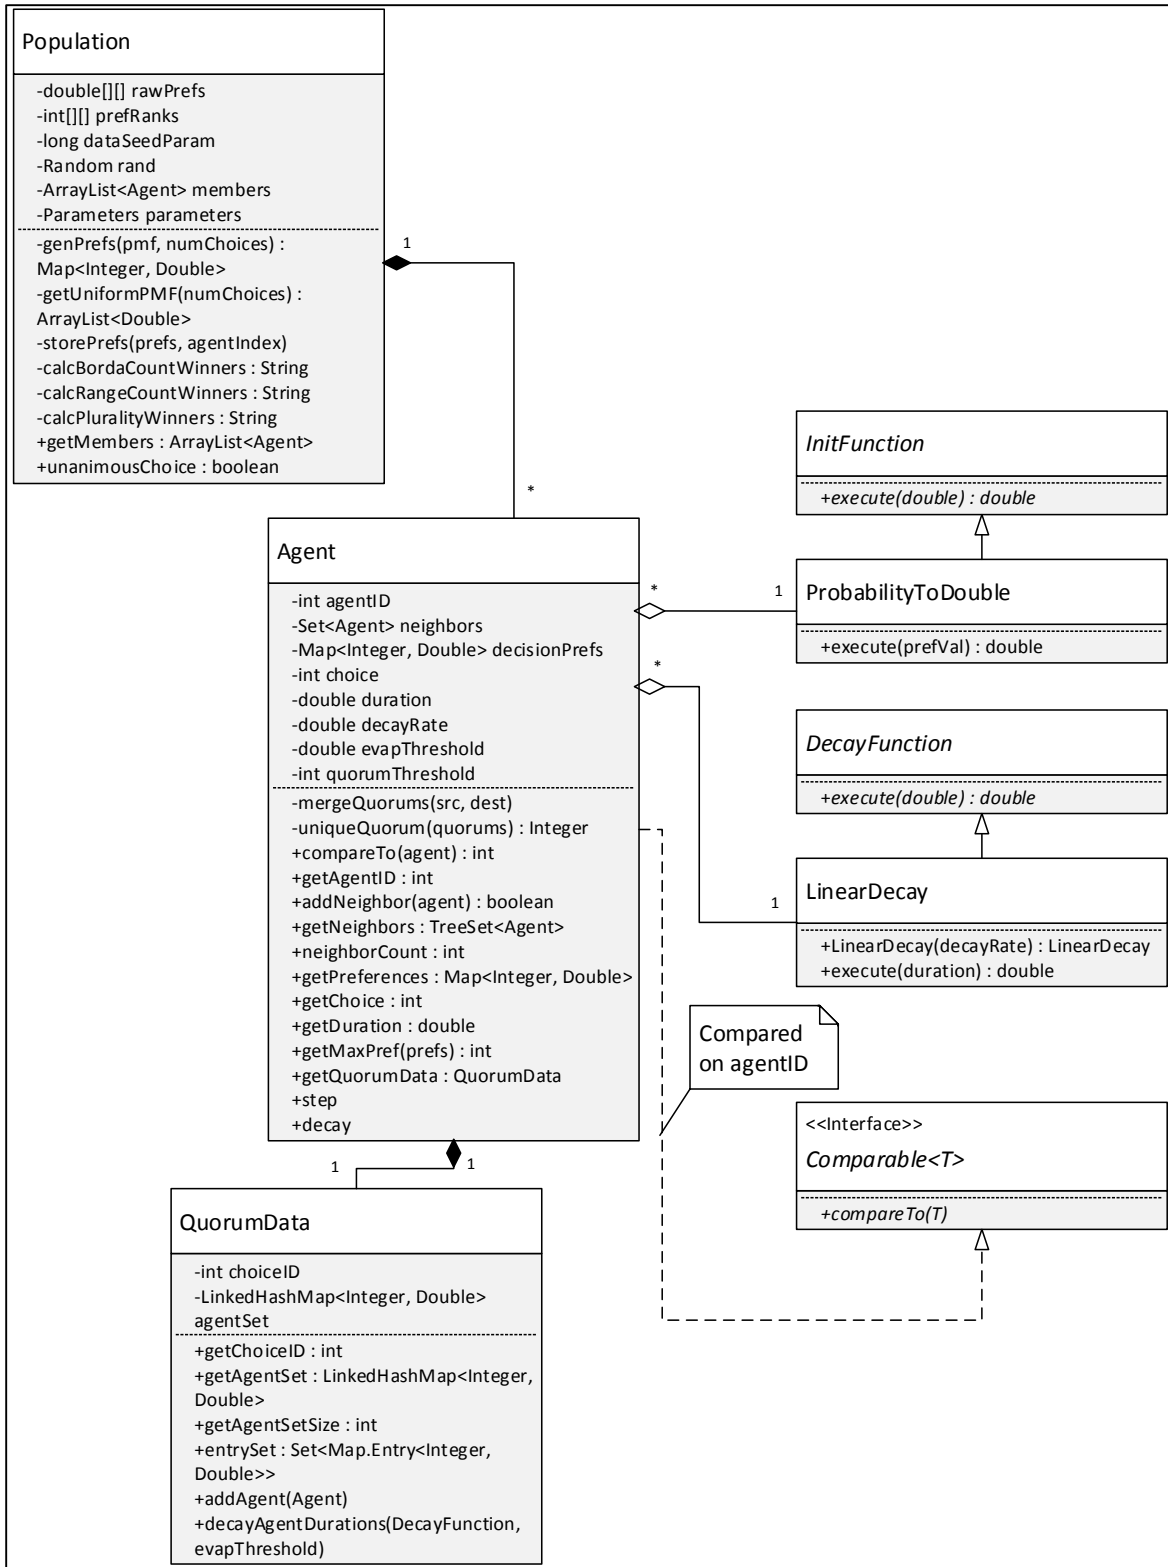 Population
-double[][] rawPrefs
-int[][] prefRanks
-long dataSeedParam
-Random rand
-ArrayList<Agent> members
-Parameters parameters
-genPrefs(pmf, numChoices) :
Map<Integer, Double>
-getUniformPMF(numChoices) :
ArrayList<Double>
-storePrefs(prefs, agentIndex)
-calcBordaCountWinners : String
-calcRangeCountWinners : String
-calcPluralityWinners : String
+getMembers : ArrayList<Agent>
+unanimousChoice : boolean
1
*
Agent
-int agentID
-Set<Agent> neighbors
-Map<Integer, Double> decisionPrefs
-int choice
-double duration
-double decayRate
-double evapThreshold
-int quorumThreshold
-mergeQuorums(src, dest)
-uniqueQuorum(quorums) : Integer
+compareTo(agent) : int
+getAgentID : int
+addNeighbor(agent) : boolean
+getNeighbors : TreeSet<Agent>
+neighborCount : int
+getPreferences : Map<Integer, Double>
+getChoice : int
+getDuration : double
+getMaxPref(prefs) : int
+getQuorumData : QuorumData
+step
+decay
*
1
*
1
InitFunction
+execute(double) : double
ProbabilityToDouble
+execute(prefVal) : double
DecayFunction
+execute(double) : double
LinearDecay
+LinearDecay(decayRate) : LinearDecay
+execute(duration) : double
Compared
on agentID
<<Interface>>
Comparable<T>
+compareTo(T)
1
1
QuorumData
-int choiceID
-LinkedHashMap<Integer, Double>
agentSet
+getChoiceID : int
+getAgentSet : LinkedHashMap<Integer,
Double>
+getAgentSetSize : int
+entrySet : Set<Map.Entry<Integer,
Double>>
+addAgent(Agent)
+decayAgentDurations(DecayFunction,
evapThreshold)